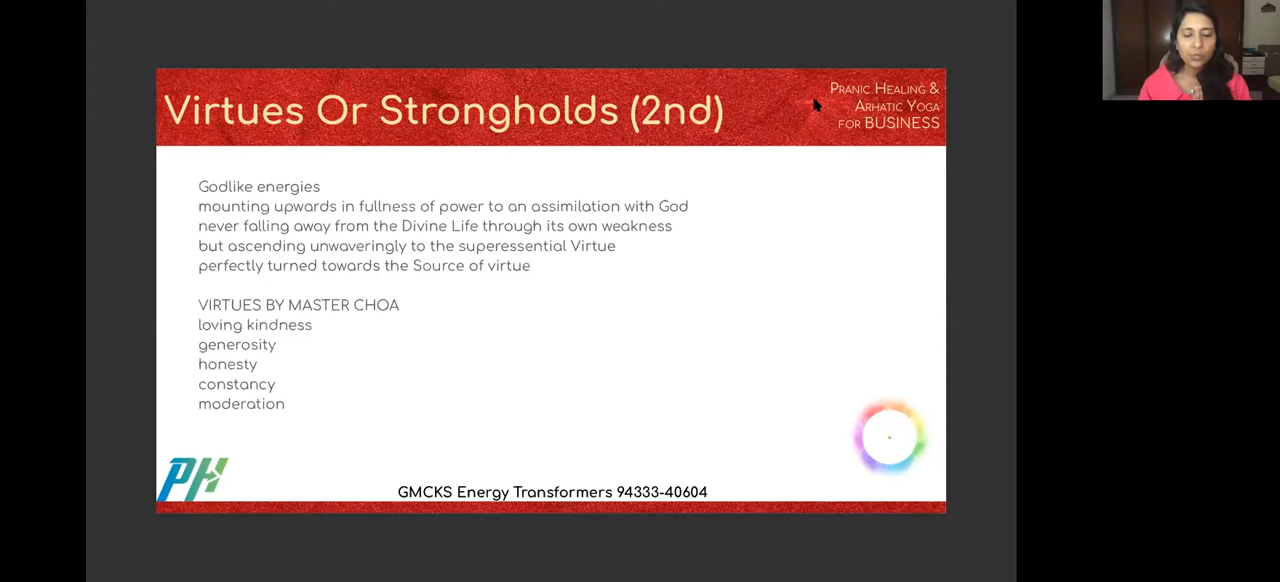 Virtues Or Strongholds (2nd)
PRANIC HEALING &
ARHATIC YOGA
FOR BUSINESS
Godlike energies
mounting upwards in fullness of power to an assimilation with God
never falling away from the Divine Life through its own weakness
but ascending unwaveringly to the superessential Virtue
perfectly turned towards the Source of virtue
VIRTUES BY MASTER CHOA
loving kindness
generosity
honesty
constancy
moderation
PH
GMCKS Energy Transformers 94333-40604